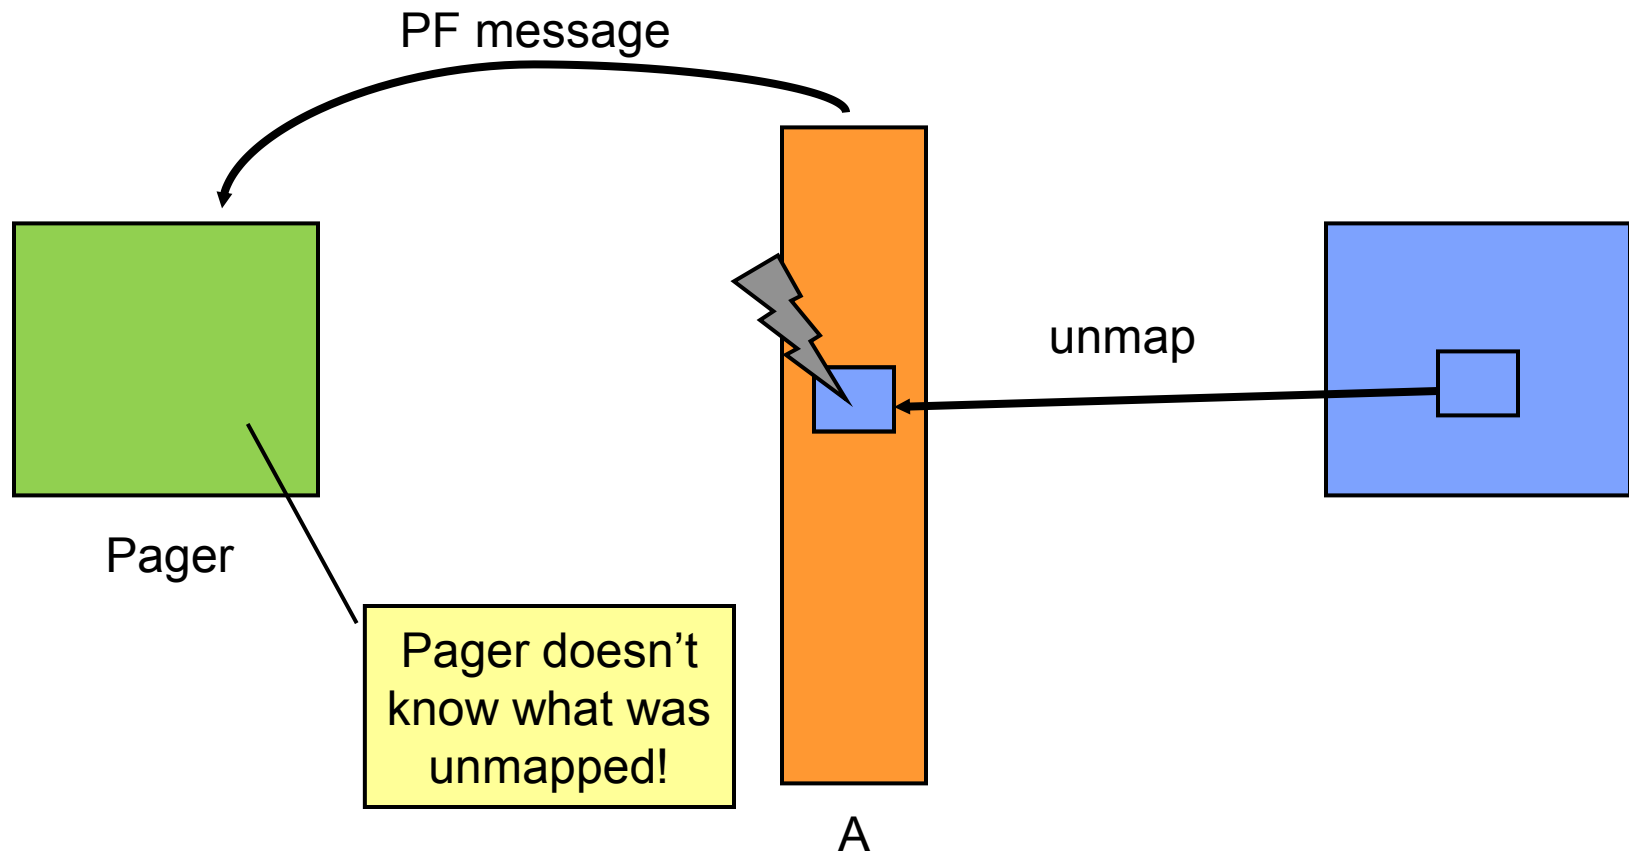 PF message
unmap
Pager
Pager doesn’t
know what was
unmapped!
A